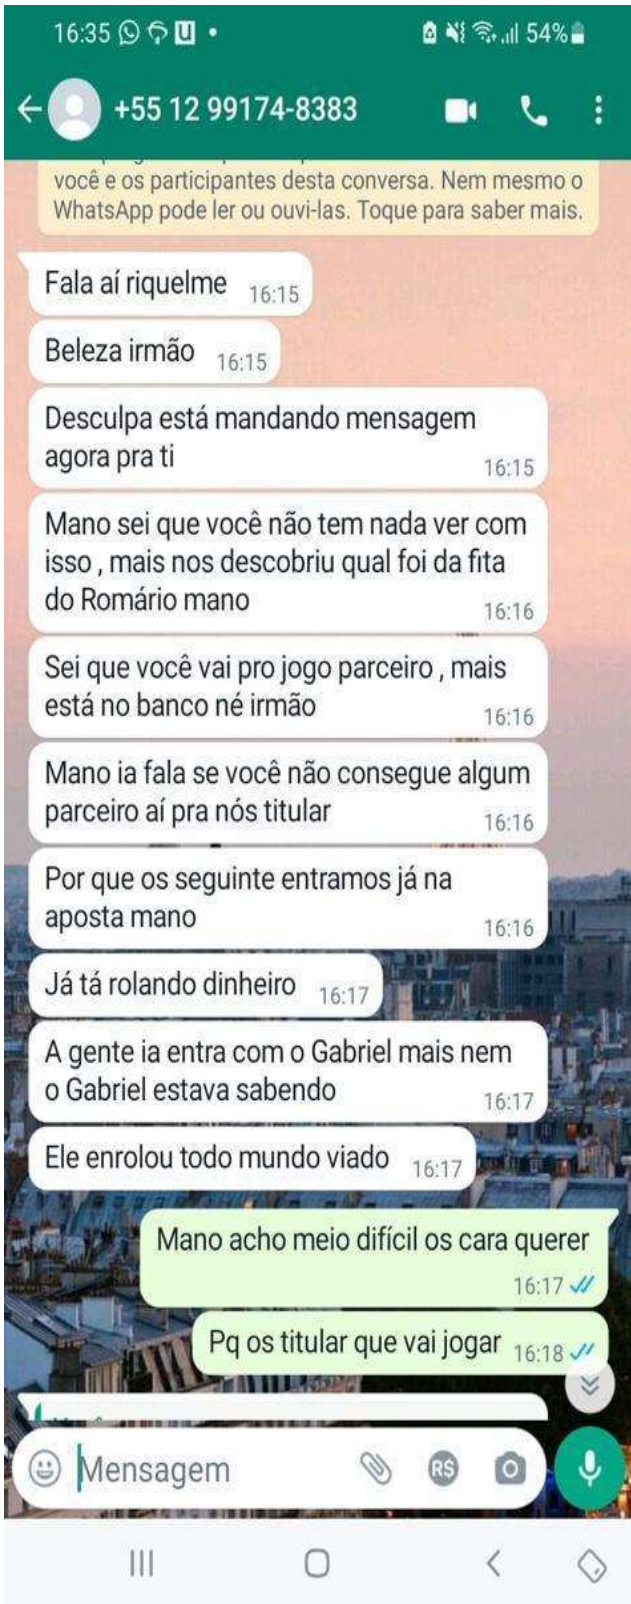 16:35
54%
+55 12 99174-8383
você e os participantes desta conversa. Nem mesmo o
WhatsApp pode ler ou ouvi-las. Toque para saber mais.
Fala aí riquelme 16:15
Beleza irmão 16:15
Desculpa está mandando mensagem
agora pra ti 16:15
Mano sei que você não tem nada ver com
isso , mais nos descobriu qual foi da fita
do Romário mano 16:16
Sei que você vai pro jogo parceiro , mais
está no banco né irmão 16:16
Mano ia fala se você não consegue algum
parceiro aí pra nós titular 16:16
Por que os seguinte entramos já na
aposta mano 16:16
Já tá rolando dinheiro 16:17
A gente ia entra com o Gabriel mais nem
o Gabriel estava sabendo 16:17
Ele enrolou todo mundo viado 16:17
Mano acho meio difícil os cara querer
16:17
Pq os titular que vai jogar 16:18
Mensagem
R$